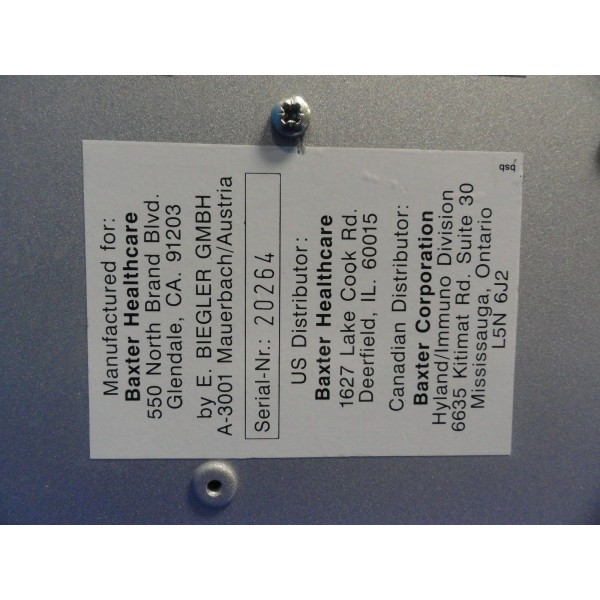 Manufactured for:
Baxter Healthcare
550 North Brand Blvd.
Glendale, CA. 91203
by E. BIEGLER GMBH
A-3001 Mauerbach/Austria
Serial-Nr.: 20264
US Distributor:
Baxter Healthcare
1627 Lake Cook Rd.
Deerfield, IL. 60015
Canadian Distributor:
Baxter Corporation
Hyland/Immuno Division
6635 Kitimat Rd. Suite 30
Mississauga, Ontario
L5N 6J2
bsb